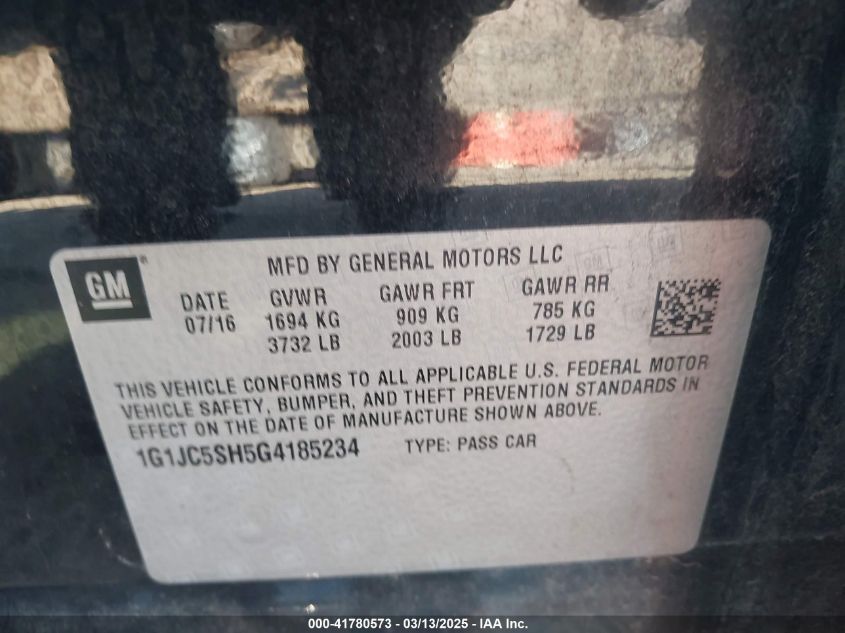 GM®
MFD BY GENERAL MOTORS LLC
DATE GVWR GAWR FRT GAWR RR
07/16 1694 KG 909 KG 785 KG
3732 LB 2003 LB 1729 LB
THIS VEHICLE CONFORMS TO ALL APPLICABLE U.S. FEDERAL MOTOR
VEHICLE SAFETY, BUMPER, AND THEFT PREVENTION STANDARDS IN
EFFECT ON THE DATE OF MANUFACTURE SHOWN ABOVE.
1G1JC5SH5G4185234 TYPE: PASS CAR
000-41780573 - 03/13/2025 - IAA Inc.